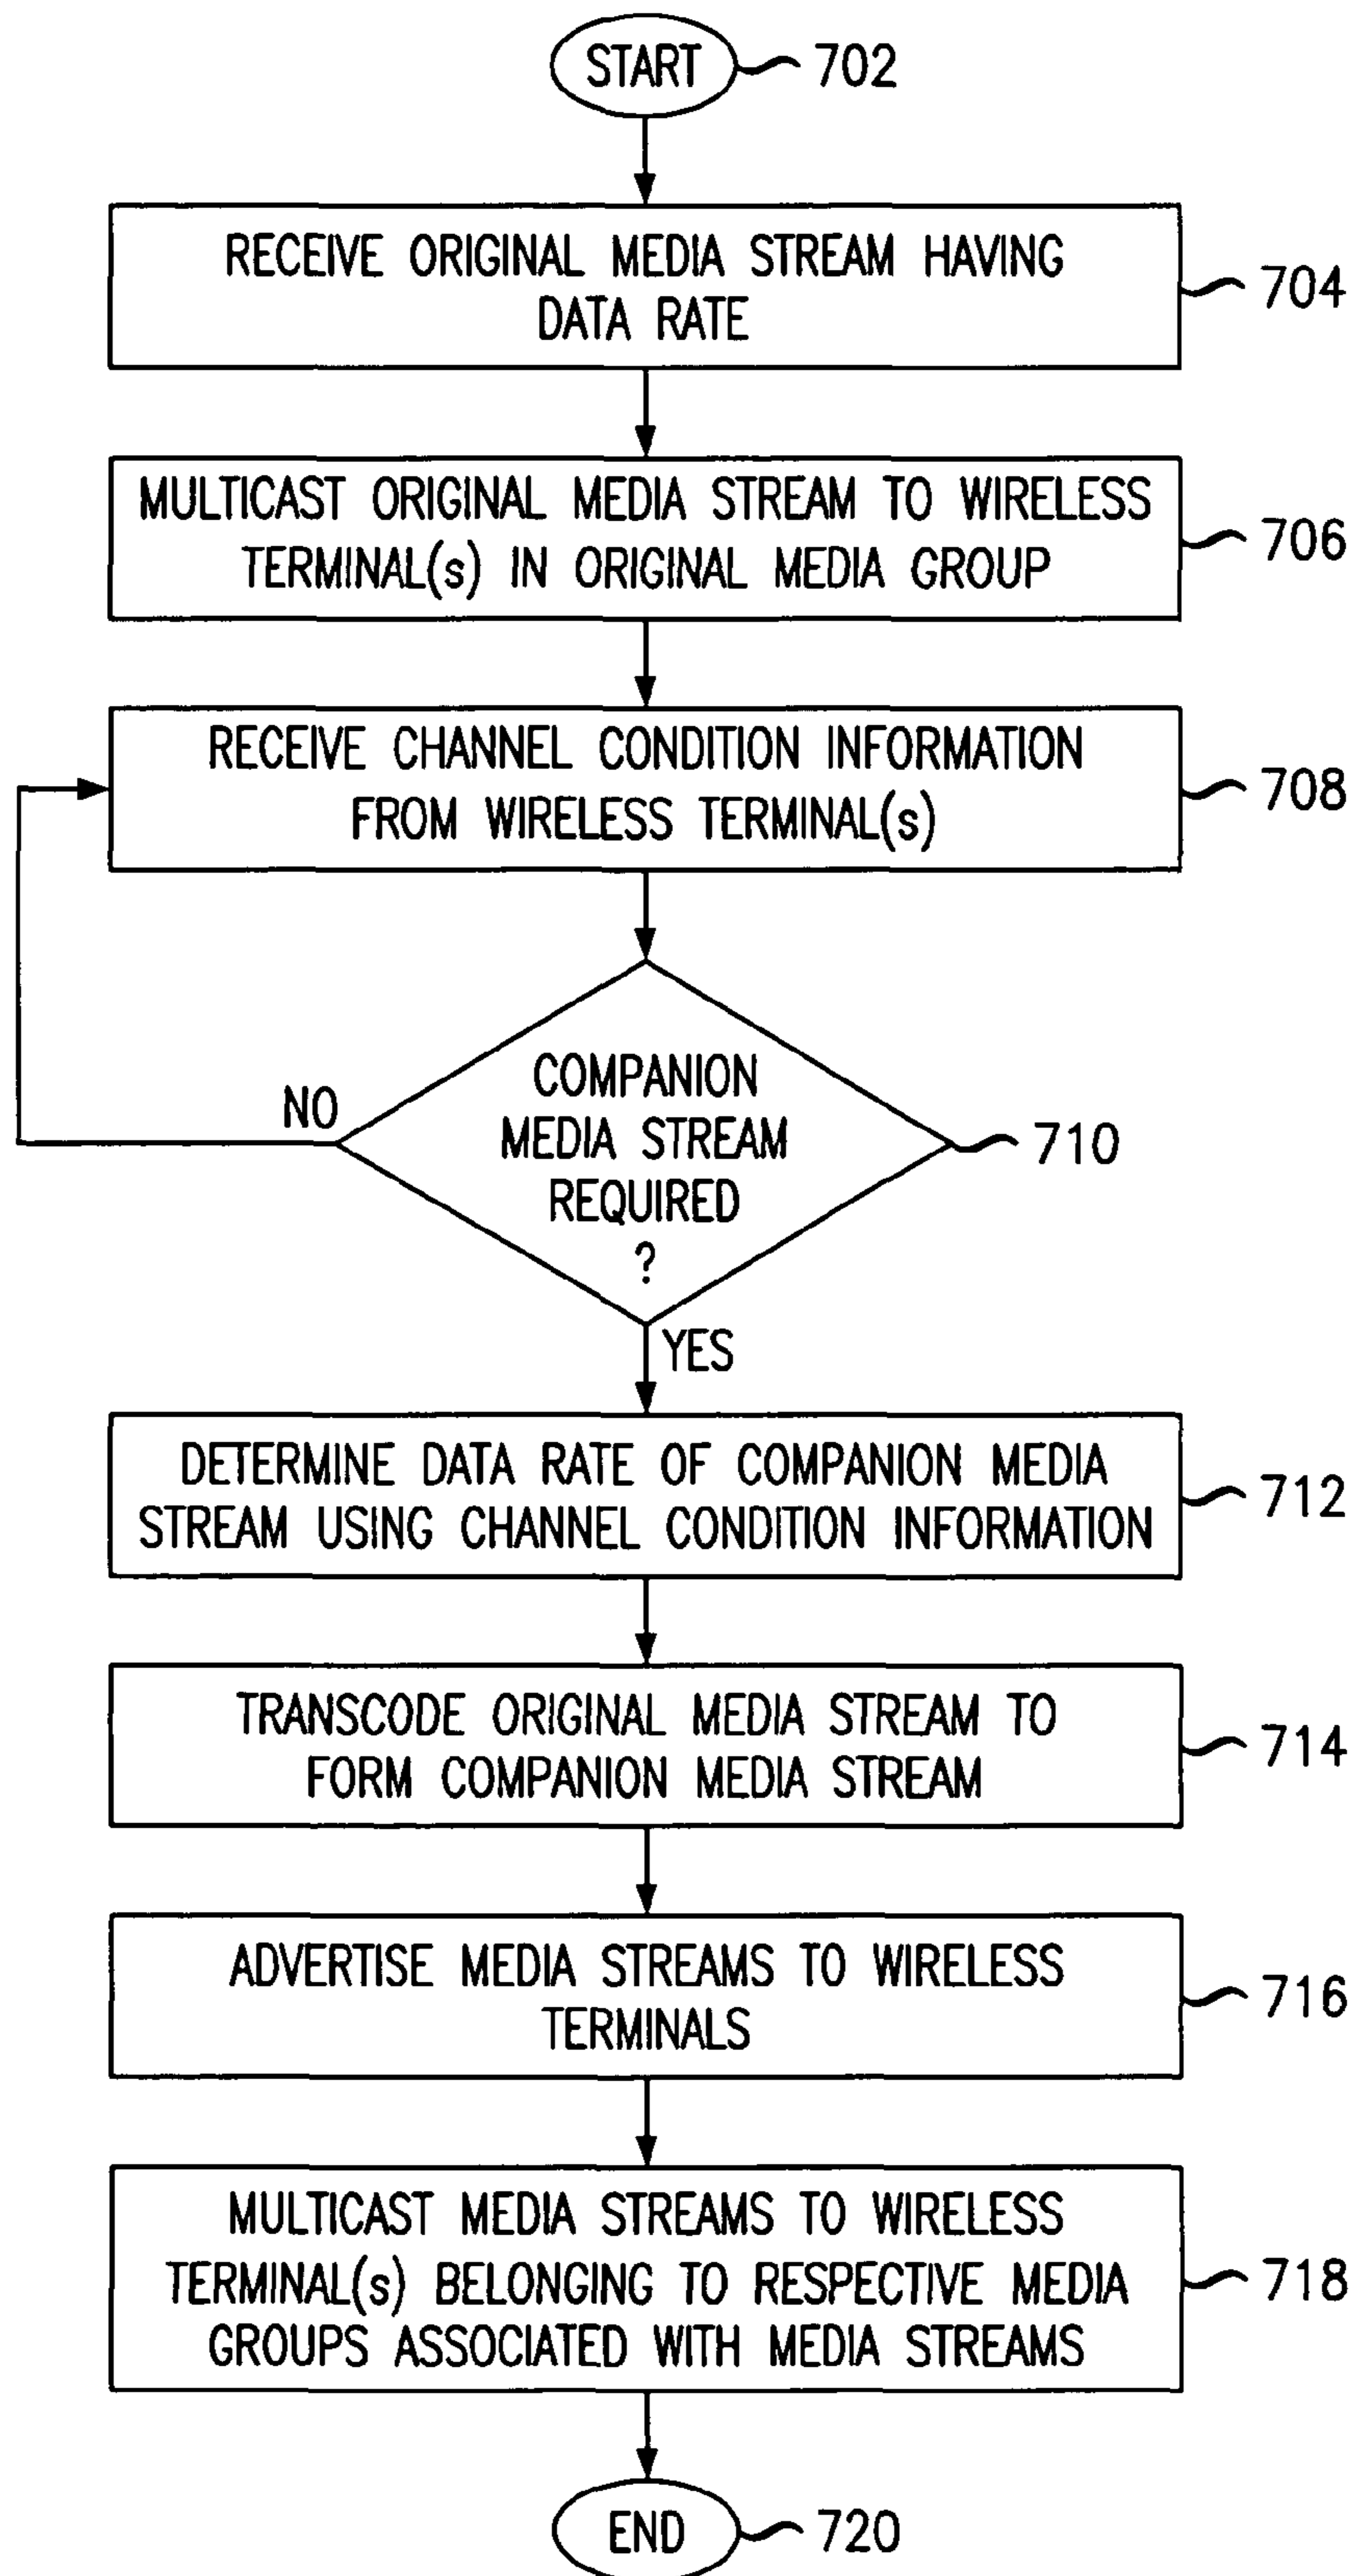 START
702
RECEIVE ORIGINAL MEDIA STREAM HAVING
DATA RATE
704
MULTICAST ORIGINAL MEDIA STREAM TO WIRELESS
TERMINAL(s) IN ORIGINAL MEDIA GROUP
706
RECEIVE CHANNEL CONDITION INFORMATION
FROM WIRELESS TERMINAL(s)
708
COMPANION
MEDIA STREAM
REQUIRED
?
NO
710
YES
DETERMINE DATA RATE OF COMPANION MEDIA
STREAM USING CHANNEL CONDITION INFORMATION
712
TRANSCODE ORIGINAL MEDIA STREAM TO
FORM COMPANION MEDIA STREAM
714
ADVERTISE MEDIA STREAMS TO WIRELESS
TERMINALS
716
MULTICAST MEDIA STREAMS TO WIRELESS
TERMINAL(s) BELONGING TO RESPECTIVE MEDIA
GROUPS ASSOCIATED WITH MEDIA STREAMS
718
END
720